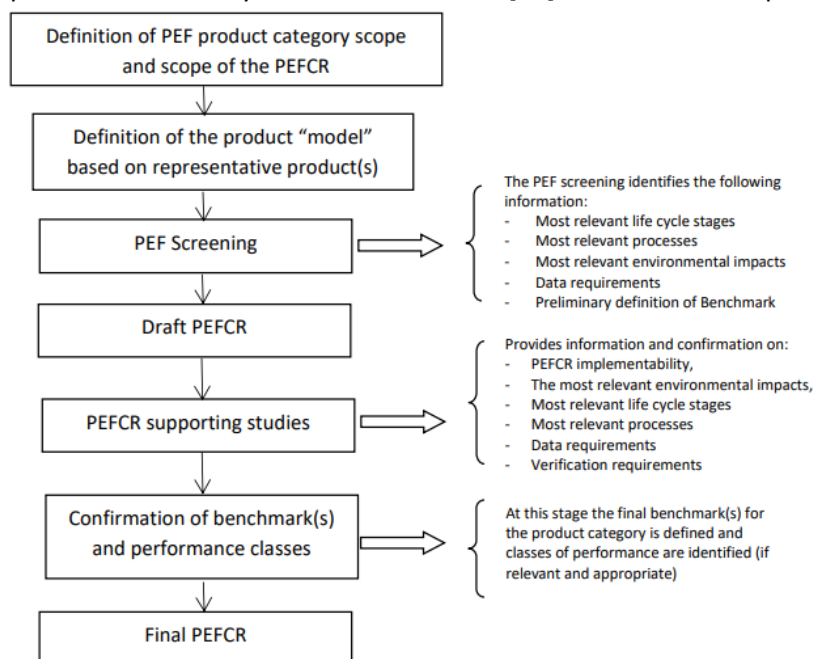 Definition of PEF product category scope
and scope of the PEFCR
Definition of the product “model”
based on representative product(s)
PEF Screening
The PEF screening identifies the following
information:
- Most relevant life cycle stages
- Most relevant processes
- Most relevant environmental impacts
- Data requirements
- Preliminary definition of Benchmark
Draft PEFCR
PEFCR supporting studies
Provides information and confirmation on:
- PEFCR implementability,
- The most relevant environmental impacts,
- Most relevant life cycle stages
- Most relevant processes
- Data requirements
- Verification requirements
Confirmation of benchmark(s)
and performance classes
At this stage the final benchmark(s) for
the product category is defined and
classes of performance are identified (if
relevant and appropriate)
Final PEFCR